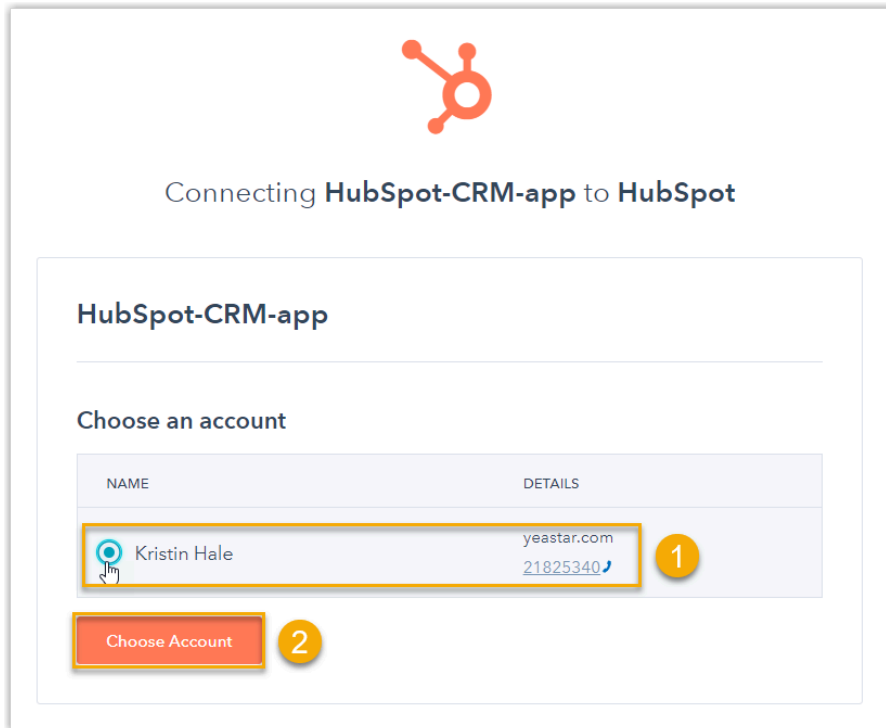 Connecting HubSpot-CRM-app to HubSpot
HubSpot-CRM-app
Choose an account
NAME DETAILS
Kristin Hale yeastar.com
21825340
1
Choose Account
2